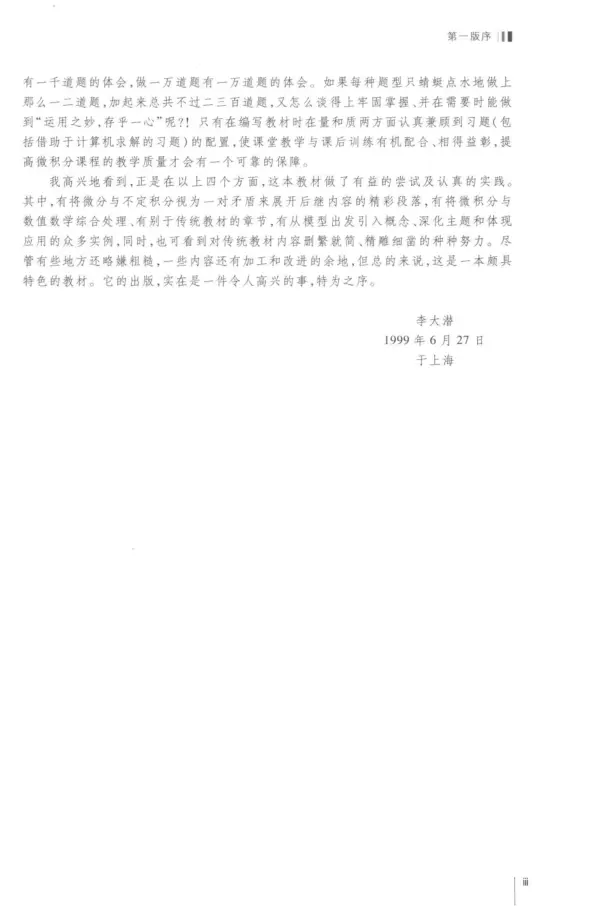 第一版序
有一千道题的体会,做一万道题有一万道题的体会。如果每种题型只蜻蜓点水地做上
那么一二道题,加起来总共不过二三百道题,又怎么谈得上牢固掌握、并在需要时能做
到“运用之妙,存乎一心”呢?!只有在编写教材时在量和质两方面认真兼顾到习题(包
括借助于计算机求解的习题)的配置,使课堂教学与课后训练有机配合、相得益彰,提
高微积分课程的教学质量才会有一个可靠的保障。
我高兴地看到,正是在以上四个方面,这本教材做了有益的尝试及认真的实践。
其中,有将微分与不定积分视为一对矛盾来展开后继内容的精彩段落,有将微积分与
数值数学综合处理、有别于传统教材的章节,有从模型出发引入概念、深化主题和体现
应用的众多实例,同时,也可看到对传统教材内容删繁就简、精雕细凿的种种努力。尽
管有些地方还略嫌粗糙,一些内容还有加工和改进的余地,但总的来说,这是一本颇具
特色的教材。它的出版,实在是一件令人高兴的事,特为之序。
李大潜
1999 年 6 月 27 日
于上海
iii